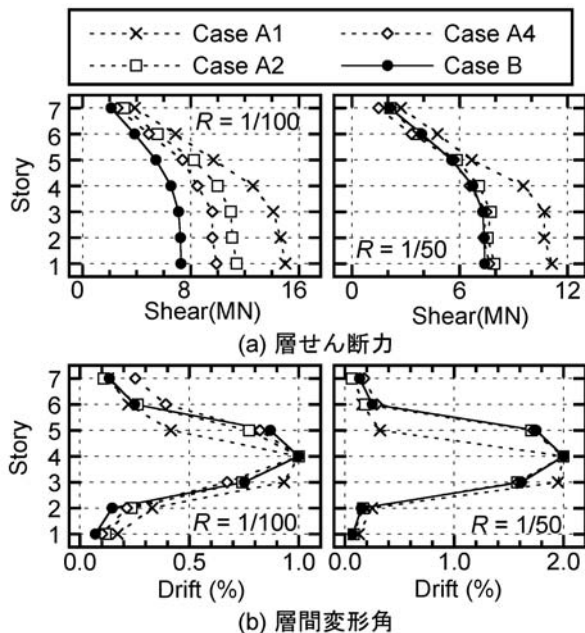 Case A1 Case A4
Case A2 Case B
7
6
5
4
3
2
1
Story
R = 1/100
0 8 16
Shear(MN)
R = 1/50
0 6 12
Shear(MN)
(a) 層せん断力
7
6
5
4
3
2
1
Story
R = 1/100
0.0 0.5 1.0
Drift (%)
R = 1/50
0.0 1.0 2.0
Drift (%)
(b) 層間変形角